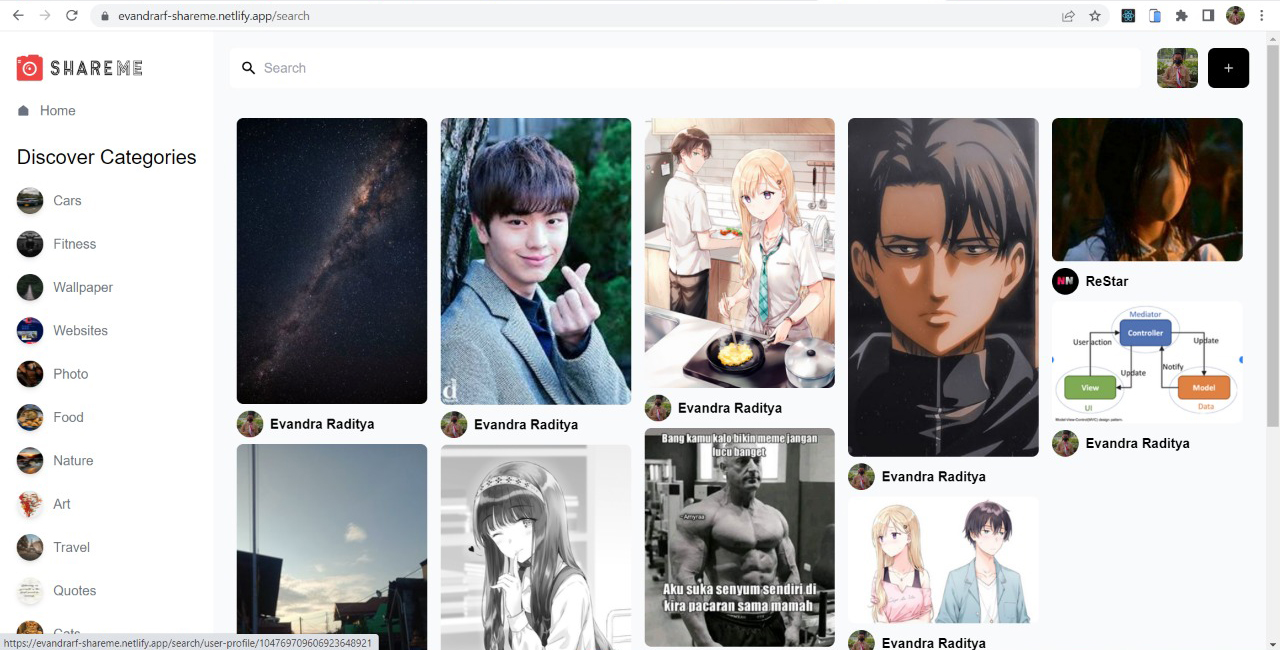 evandrarf-shareme.netlify.app/search
SHAREME
Search
+
Home
Discover Categories
Cars
Fitness
Wallpaper
Websites
Photo
Food
Nature
Art
Travel
Quotes
Cats
d
Evandra Raditya
Evandra Raditya
Evandra Raditya
Bang kamu kalo bikin meme jangan
lucu banget
~Amyraa
Aku suka senyum sendiri di
kira pacaran sama mamah
Evandra Raditya
Evandra Raditya
NN
ReStar
Mediator
Controller
User action
Update
Update
Notify
View
Model
UI
Data
Evandra Raditya
https://evandrarf-shareme.netlify.app/search/user-profile/104769709606923648921